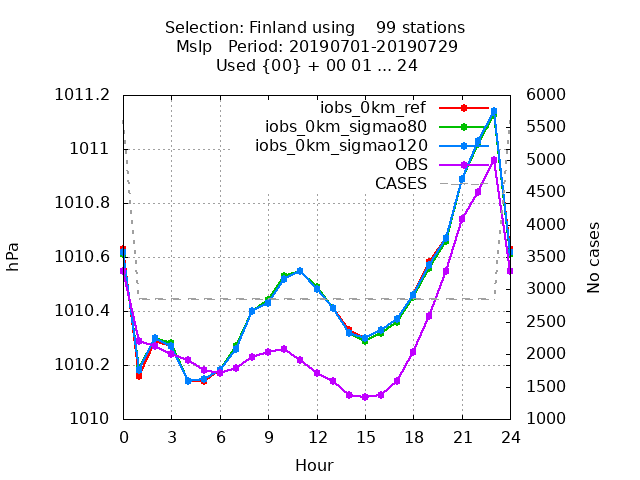 Selection: Finland using    99 stations
Mslp   Period: 20190701-20190729
Used {00} + 00 01 ... 24
1011.2
1011
1010.8
1010.6
1010.4
1010.2
1010
6000
5500
5000
4500
4000
3500
3000
2500
2000
1500
1000
hPa
No cases
iobs_0km_ref
iobs_0km_sigmao80
iobs_0km_sigmao120
OBS
CASES
0 3 6 9 12 15 18 21 24
Hour